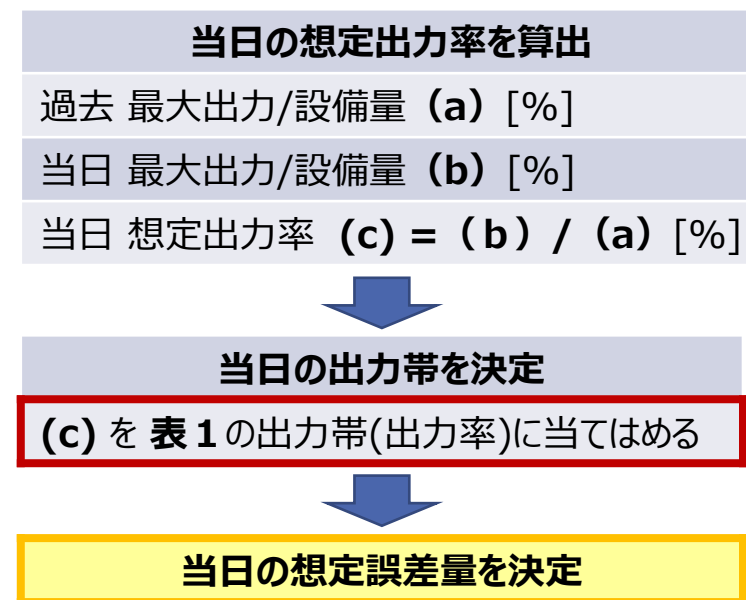 当日の想定出力率を算出
過去 最大出力/設備量（a）[%]
当日 最大出力/設備量（b）[%]
当日 想定出力率 (c) =（ｂ）/（a）[%]
当日の出力帯を決定
(c) を 表１の出力帯(出力率)に当てはめる
当日の想定誤差量を決定